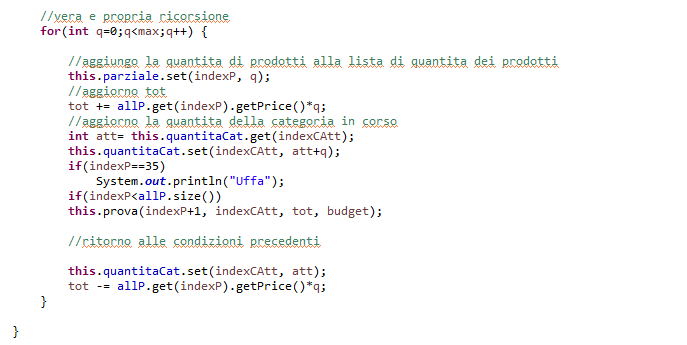 //vera e propria ricorsione
for(int q=0;q<max;q++) {
//aggiungo la quantita di prodotti alla lista di quantita dei prodotti
this.parziale.set(indexP, q);
//aggiorno tot
tot += allP.get(indexP).getPrice()*q;
//aggiorno la quantita della categoria in corso
int att= this.quantitaCat.get(indexCAtt);
this.quantitaCat.set(indexCAtt, att+q);
if(indexP==35)
System.out.println("Uffa");
if(indexP<allP.size())
this.prova(indexP+1, indexCAtt, tot, budget);
//ritorno alle condizioni precedenti
this.quantitaCat.set(indexCAtt, att);
tot -= allP.get(indexP).getPrice()*q;
}
}